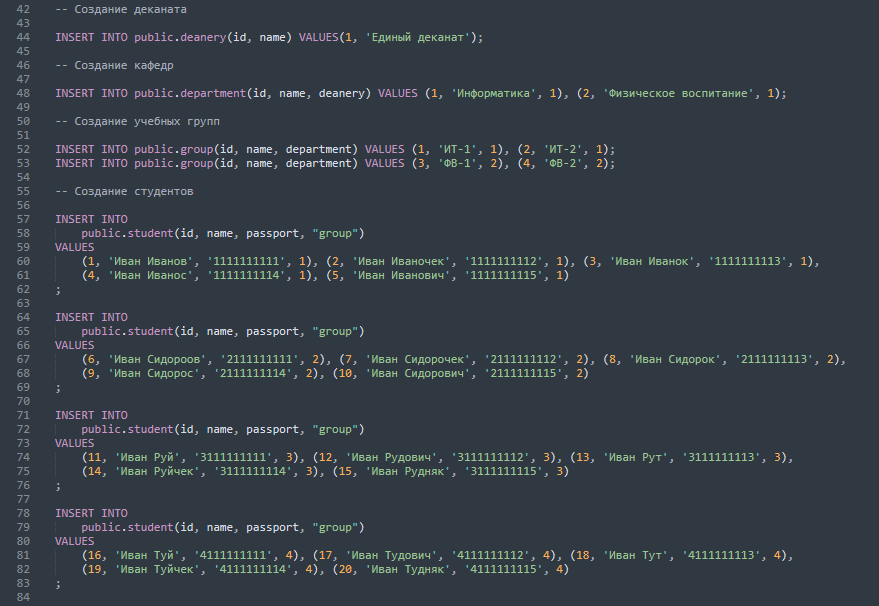 42 -- Создание деканата
43
44 INSERT INTO public.deanery(id, name) VALUES(1, 'Единый деканат');
45
46 -- Создание кафедр
47
48 INSERT INTO public.department(id, name, deanery) VALUES (1, 'Информатика', 1), (2, 'Физическое воспитание', 1);
49
50 -- Создание учебных групп
51
52 INSERT INTO public.group(id, name, department) VALUES (1, 'ИТ-1', 1), (2, 'ИТ-2', 1);
53 INSERT INTO public.group(id, name, department) VALUES (3, 'ФВ-1', 2), (4, 'ФВ-2', 2);
54
55 -- Создание студентов
56
57 INSERT INTO
58 public.student(id, name, passport, "group")
59 VALUES
60 (1, 'Иван Иванов', '1111111111', 1), (2, 'Иван Иваночек', '1111111112', 1), (3, 'Иван Иванок', '1111111113', 1),
61 (4, 'Иван Иванос', '1111111114', 1), (5, 'Иван Иванович', '1111111115', 1)
62 ;
63
64 INSERT INTO
65 public.student(id, name, passport, "group")
66 VALUES
67 (6, 'Иван Сидороов', '2111111111', 2), (7, 'Иван Сидорочек', '2111111112', 2), (8, 'Иван Сидорок', '2111111113', 2),
68 (9, 'Иван Сидорос', '2111111114', 2), (10, 'Иван Сидорович', '2111111115', 2)
69 ;
70
71 INSERT INTO
72 public.student(id, name, passport, "group")
73 VALUES
74 (11, 'Иван Руй', '3111111111', 3), (12, 'Иван Рудович', '3111111112', 3), (13, 'Иван Рут', '3111111113', 3),
75 (14, 'Иван Руйчек', '3111111114', 3), (15, 'Иван Рудняк', '3111111115', 3)
76 ;
77
78 INSERT INTO
79 public.student(id, name, passport, "group")
80 VALUES
81 (16, 'Иван Туй', '4111111111', 4), (17, 'Иван Тудович', '4111111112', 4), (18, 'Иван Тут', '4111111113', 4),
82 (19, 'Иван Туйчек', '4111111114', 4), (20, 'Иван Тудняк', '4111111115', 4)
83 ;
84